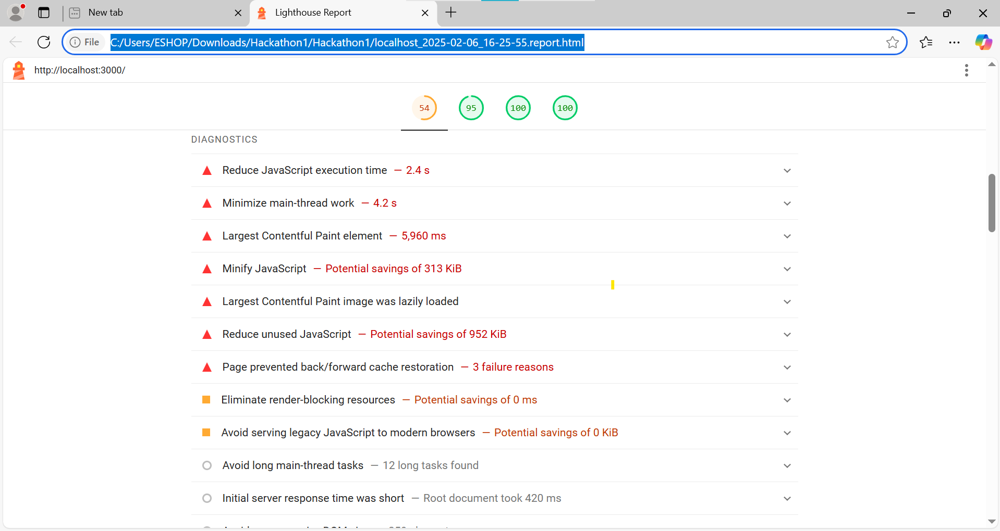 New tab
Lighthouse Report
File
C:/Users/ESHOP/Downloads/Hackathon1/Hackathon1/localhost_2025-02-06_16-25-55.report.html
http://localhost:3000/
54
95
100
100
DIAGNOSTICS
Reduce JavaScript execution time — 2.4 s
Minimize main-thread work — 4.2 s
Largest Contentful Paint element — 5,960 ms
Minify JavaScript — Potential savings of 313 KiB
Largest Contentful Paint image was lazily loaded
Reduce unused JavaScript — Potential savings of 952 KiB
Page prevented back/forward cache restoration — 3 failure reasons
Eliminate render-blocking resources — Potential savings of 0 ms
Avoid serving legacy JavaScript to modern browsers — Potential savings of 0 KiB
Avoid long main-thread tasks — 12 long tasks found
Initial server response time was short — Root document took 420 ms